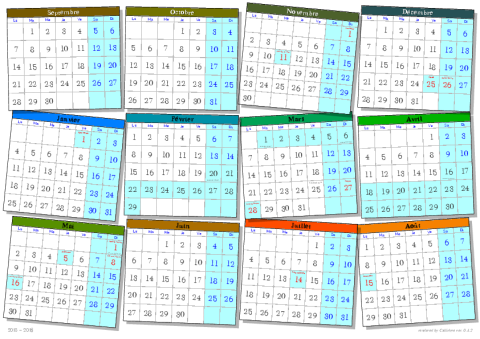 Septembre
Lu Ma Me Je Ve Sa Di
1 2 3 4 5 6
7 8 9 10 11 12 13
14 15 16 17 18 19 20
21 22 23 24 25 26 27
28 29 30
Octobre
Lu Ma Me Je Ve Sa Di
1 2 3 4
5 6 7 8 9 10 11
12 13 14 15 16 17 18
19 20 21 22 23 24 25
26 27 28 29 30 31
Novembre
Lu Ma Me Je Ve Sa Di
1
2 3 4 5 6 7 8
9 10 11 12 13 14 15
16 17 18 19 20 21 22
23 24 25 26 27 28 29
30
Décembre
Lu Ma Me Je Ve Sa Di
1 2 3 4 5 6
7 8 9 10 11 12 13
14 15 16 17 18 19 20
21 22 23 24 25 26 27
28 29 30 31
Janvier
Lu Ma Me Je Ve Sa Di
1 2 3
4 5 6 7 8 9 10
11 12 13 14 15 16 17
18 19 20 21 22 23 24
25 26 27 28 29 30 31
Février
Lu Ma Me Je Ve Sa Di
1 2 3 4 5 6 7
8 9 10 11 12 13 14
15 16 17 18 19 20 21
22 23 24 25 26 27 28
29
Mars
Lu Ma Me Je Ve Sa Di
1 2 3 4 5 6
7 8 9 10 11 12 13
14 15 16 17 18 19 20
21 22 23 24 25 26 27
28 29 30 31
Avril
Lu Ma Me Je Ve Sa Di
1 2 3
4 5 6 7 8 9 10
11 12 13 14 15 16 17
18 19 20 21 22 23 24
25 26 27 28 29 30
Mai
Lu Ma Me Je Ve Sa Di
1
2 3 4 5 6 7 8
9 10 11 12 13 14 15
16 17 18 19 20 21 22
23 24 25 26 27 28 29
30 31
Juin
Lu Ma Me Je Ve Sa Di
1 2 3 4 5
6 7 8 9 10 11 12
13 14 15 16 17 18 19
20 21 22 23 24 25 26
27 28 29 30
Juillet
Lu Ma Me Je Ve Sa Di
1 2 3
4 5 6 7 8 9 10
11 12 13 14 15 16 17
18 19 20 21 22 23 24
25 26 27 28 29 30 31
Août
Lu Ma Me Je Ve Sa Di
1 2 3 4 5 6 7
8 9 10 11 12 13 14
15 16 17 18 19 20 21
22 23 24 25 26 27 28
29 30 31
2015 – 2016